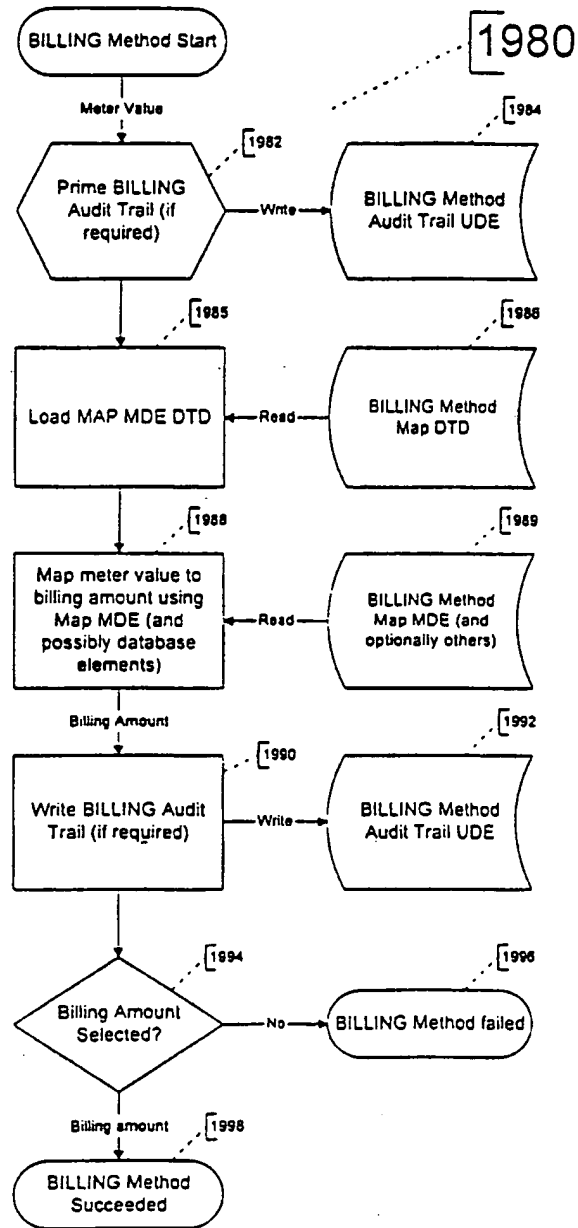 BILLING Method Start
1980
Meter Value
1982
1984
Prime BILLING
Audit Trail (if
required)
Write
BILLING Method
Audit Trail UDE
1985
1986
Load MAP MDE DTD
Read
BILLING Method
Map DTD
1988
1989
Map meter value to
billing amount using
Map MDE (and
possibly database
elements)
Read
BILLING Method
Map MDE (and
optionally others)
Billing Amount
1990
1992
Write BILLING Audit
Trail (if required)
Write
BILLING Method
Audit Trail UDE
1994
1996
Billing Amount
Selected?
No
BILLING Method failed
Billing amount
1998
BILLING Method
Succeeded